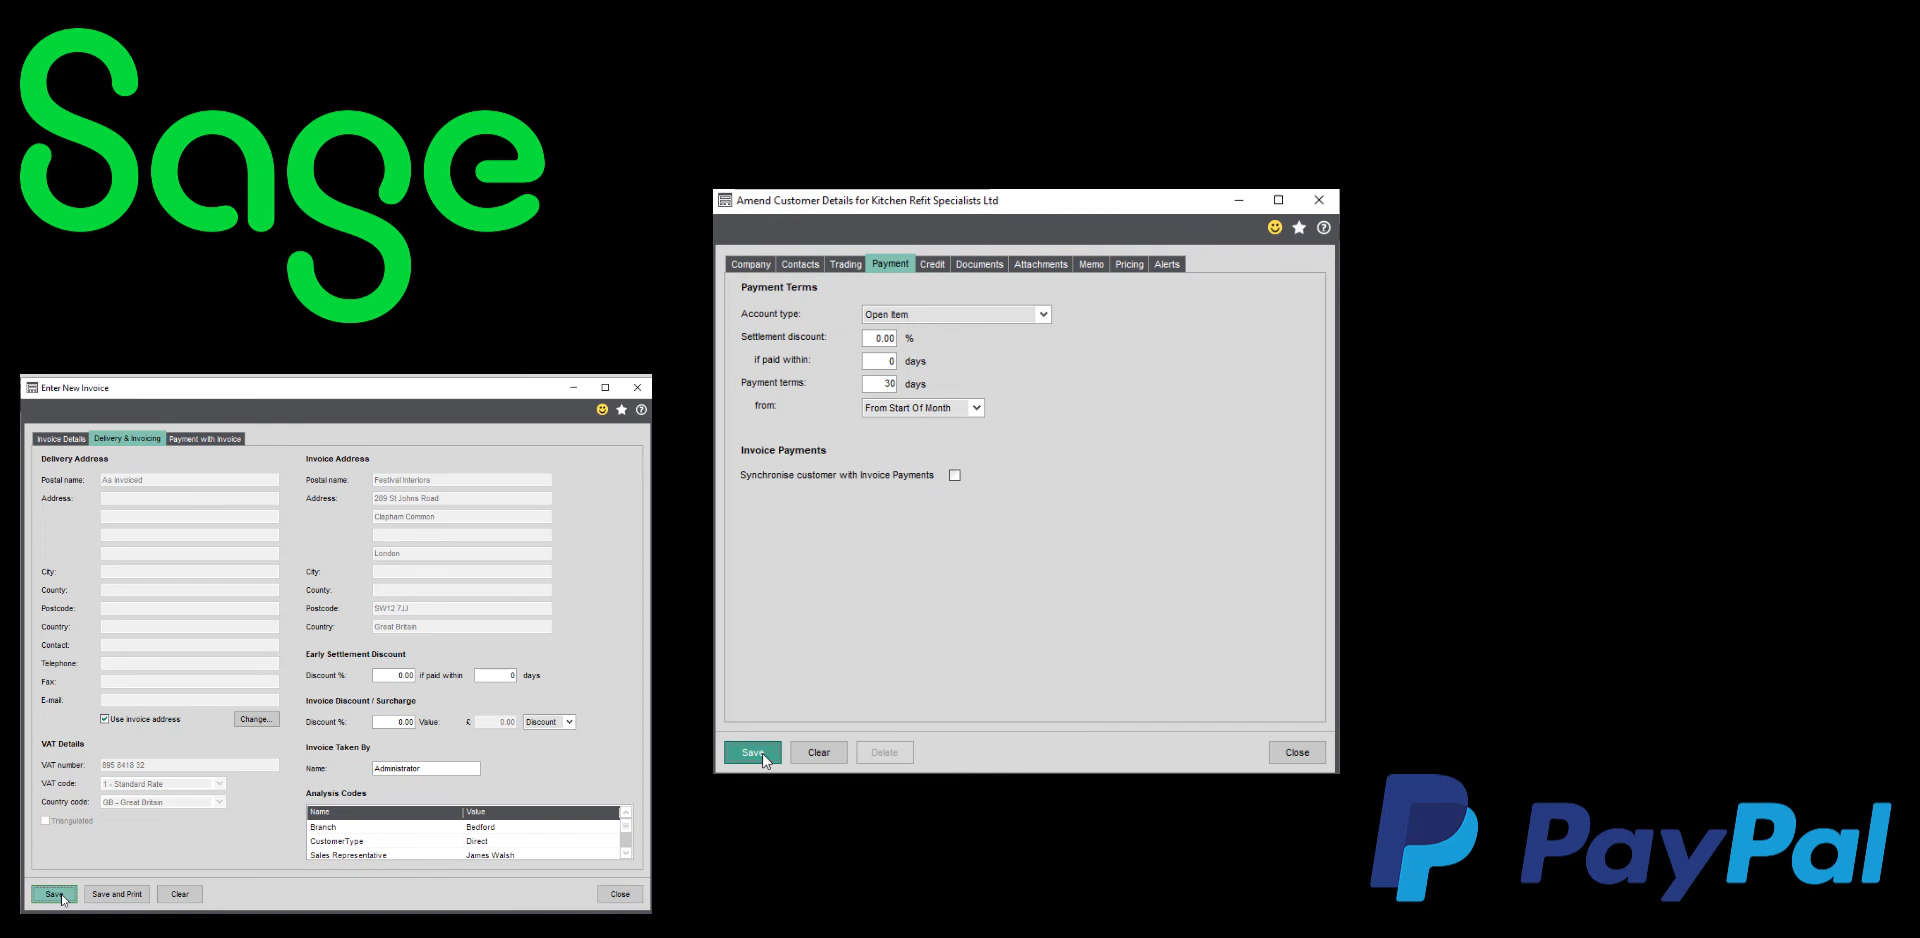 Sage
Enter New Invoice
Invoice Details
Delivery & Invoicing
Payment with Invoice
Delivery Address
Postal name: As invoiced
Address:
City:
County:
Postcode:
Country:
Contact:
Telephone:
Fax:
E-mail:
Use invoice address
Change...
VAT Details
VAT number: 895 8418 32
VAT code: 1 - Standard Rate
Country code: GB - Great Britain
Triangulated
Invoice Address
Postal name: Festival Interiors
Address: 289 St Johns Road
Clapham Common
London
City:
County:
Postcode: SW12 7JJ
Country: Great Britain
Early Settlement Discount
Discount %: 0.00 if paid within 0 days
Invoice Discount / Surcharge
Discount %: 0.00 Value: £ 0.00 Discount
Invoice Taken By
Name: Administrator
Analysis Codes
Name Value
Branch Bedford
CustomerType Direct
Sales Representative James Walsh
Save
Save and Print
Clear
Close
Amend Customer Details for Kitchen Refit Specialists Ltd
Company
Contacts
Trading
Payment
Credit
Documents
Attachments
Memo
Pricing
Alerts
Payment Terms
Account type: Open Item
Settlement discount: 0.00 %
if paid within: 0 days
Payment terms: 30 days
from: From Start Of Month
Invoice Payments
Synchronise customer with Invoice Payments
Save
Clear
Delete
Close
PayPal